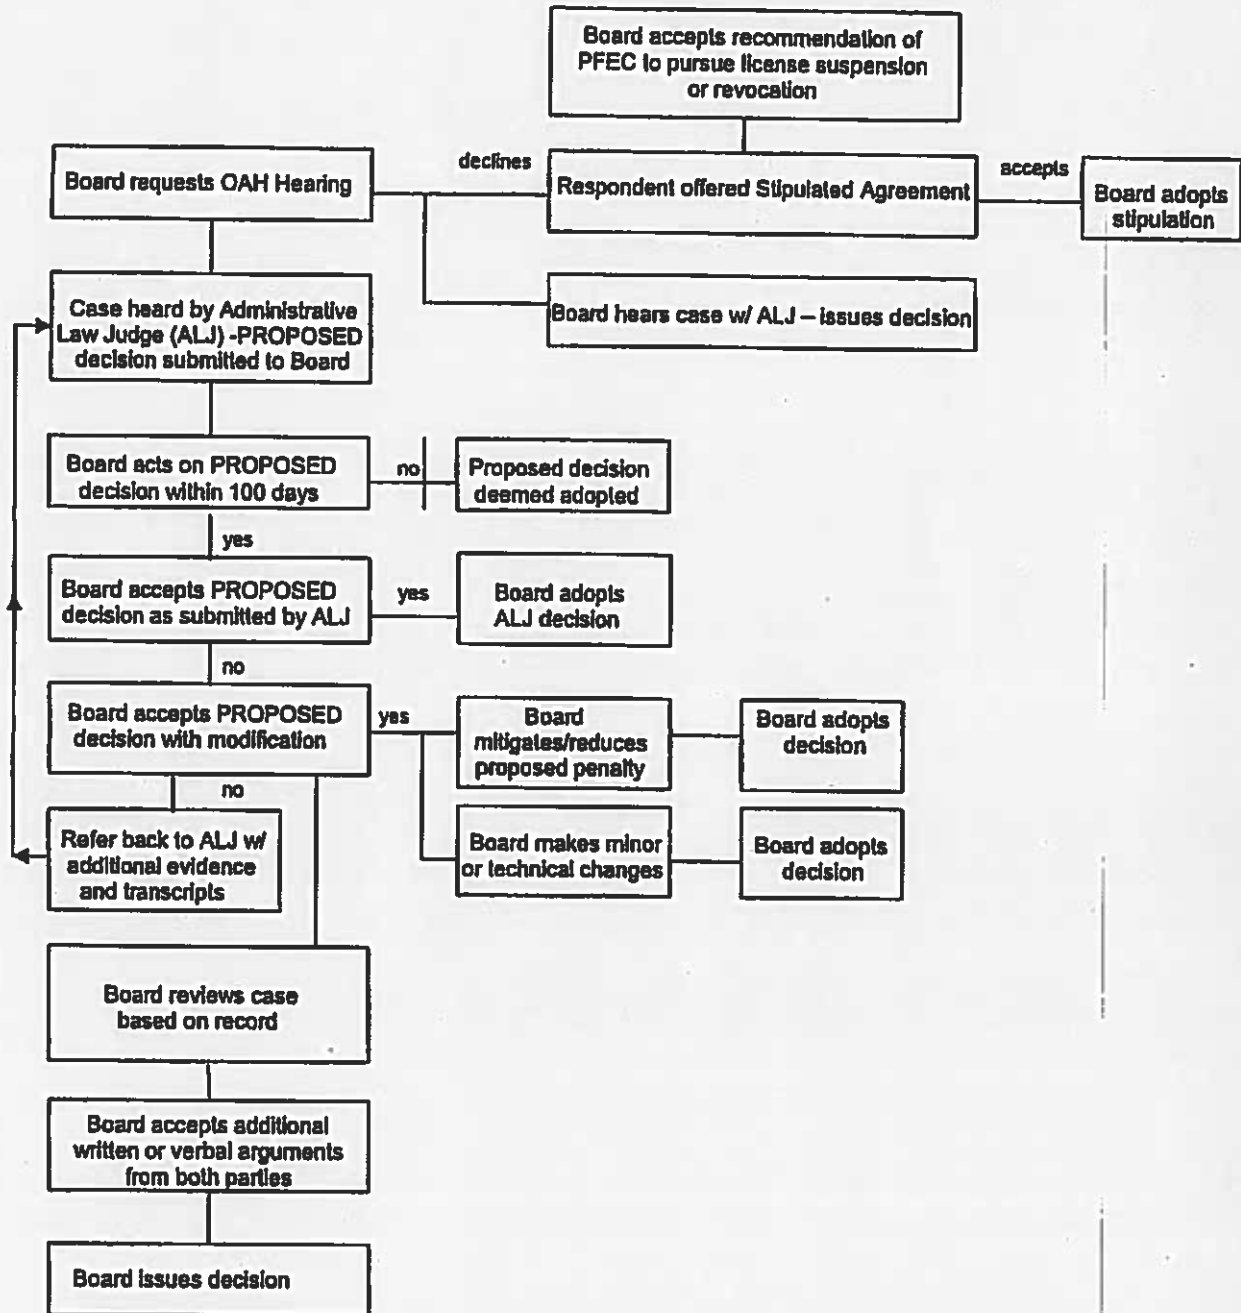 Board accepts recommendation of
PFEC to pursue license suspension
or revocation
declines
accepts
Board requests OAH Hearing
Respondent offered Stipulated Agreement
Board adopts
stipulation
Case heard by Administrative
Law Judge (ALJ) -PROPOSED
decision submitted to Board
Board hears case w/ ALJ – issues decision
Board acts on PROPOSED
decision within 100 days
no
Proposed decision
deemed adopted
yes
Board accepts PROPOSED
decision as submitted by ALJ
yes
Board adopts
ALJ decision
no
Board accepts PROPOSED
decision with modification
yes
Board
mitigates/reduces
proposed penalty
Board adopts
decision
no
Refer back to ALJ w/
additional evidence
and transcripts
Board makes minor
or technical changes
Board adopts
decision
Board reviews case
based on record
Board accepts additional
written or verbal arguments
from both parties
Board issues decision